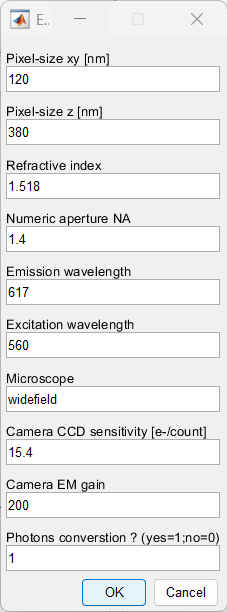 E..
Pixel-size xy [nm]
120
Pixel-size z [nm]
380
Refractive index
1.518
Numeric aperture NA
1.4
Emission wavelength
617
Excitation wavelength
560
Microscope
widefield
Camera CCD sensitivity [e-/count]
15.4
Camera EM gain
200
Photons converstion ? (yes=1;no=0)
1
OK Cancel